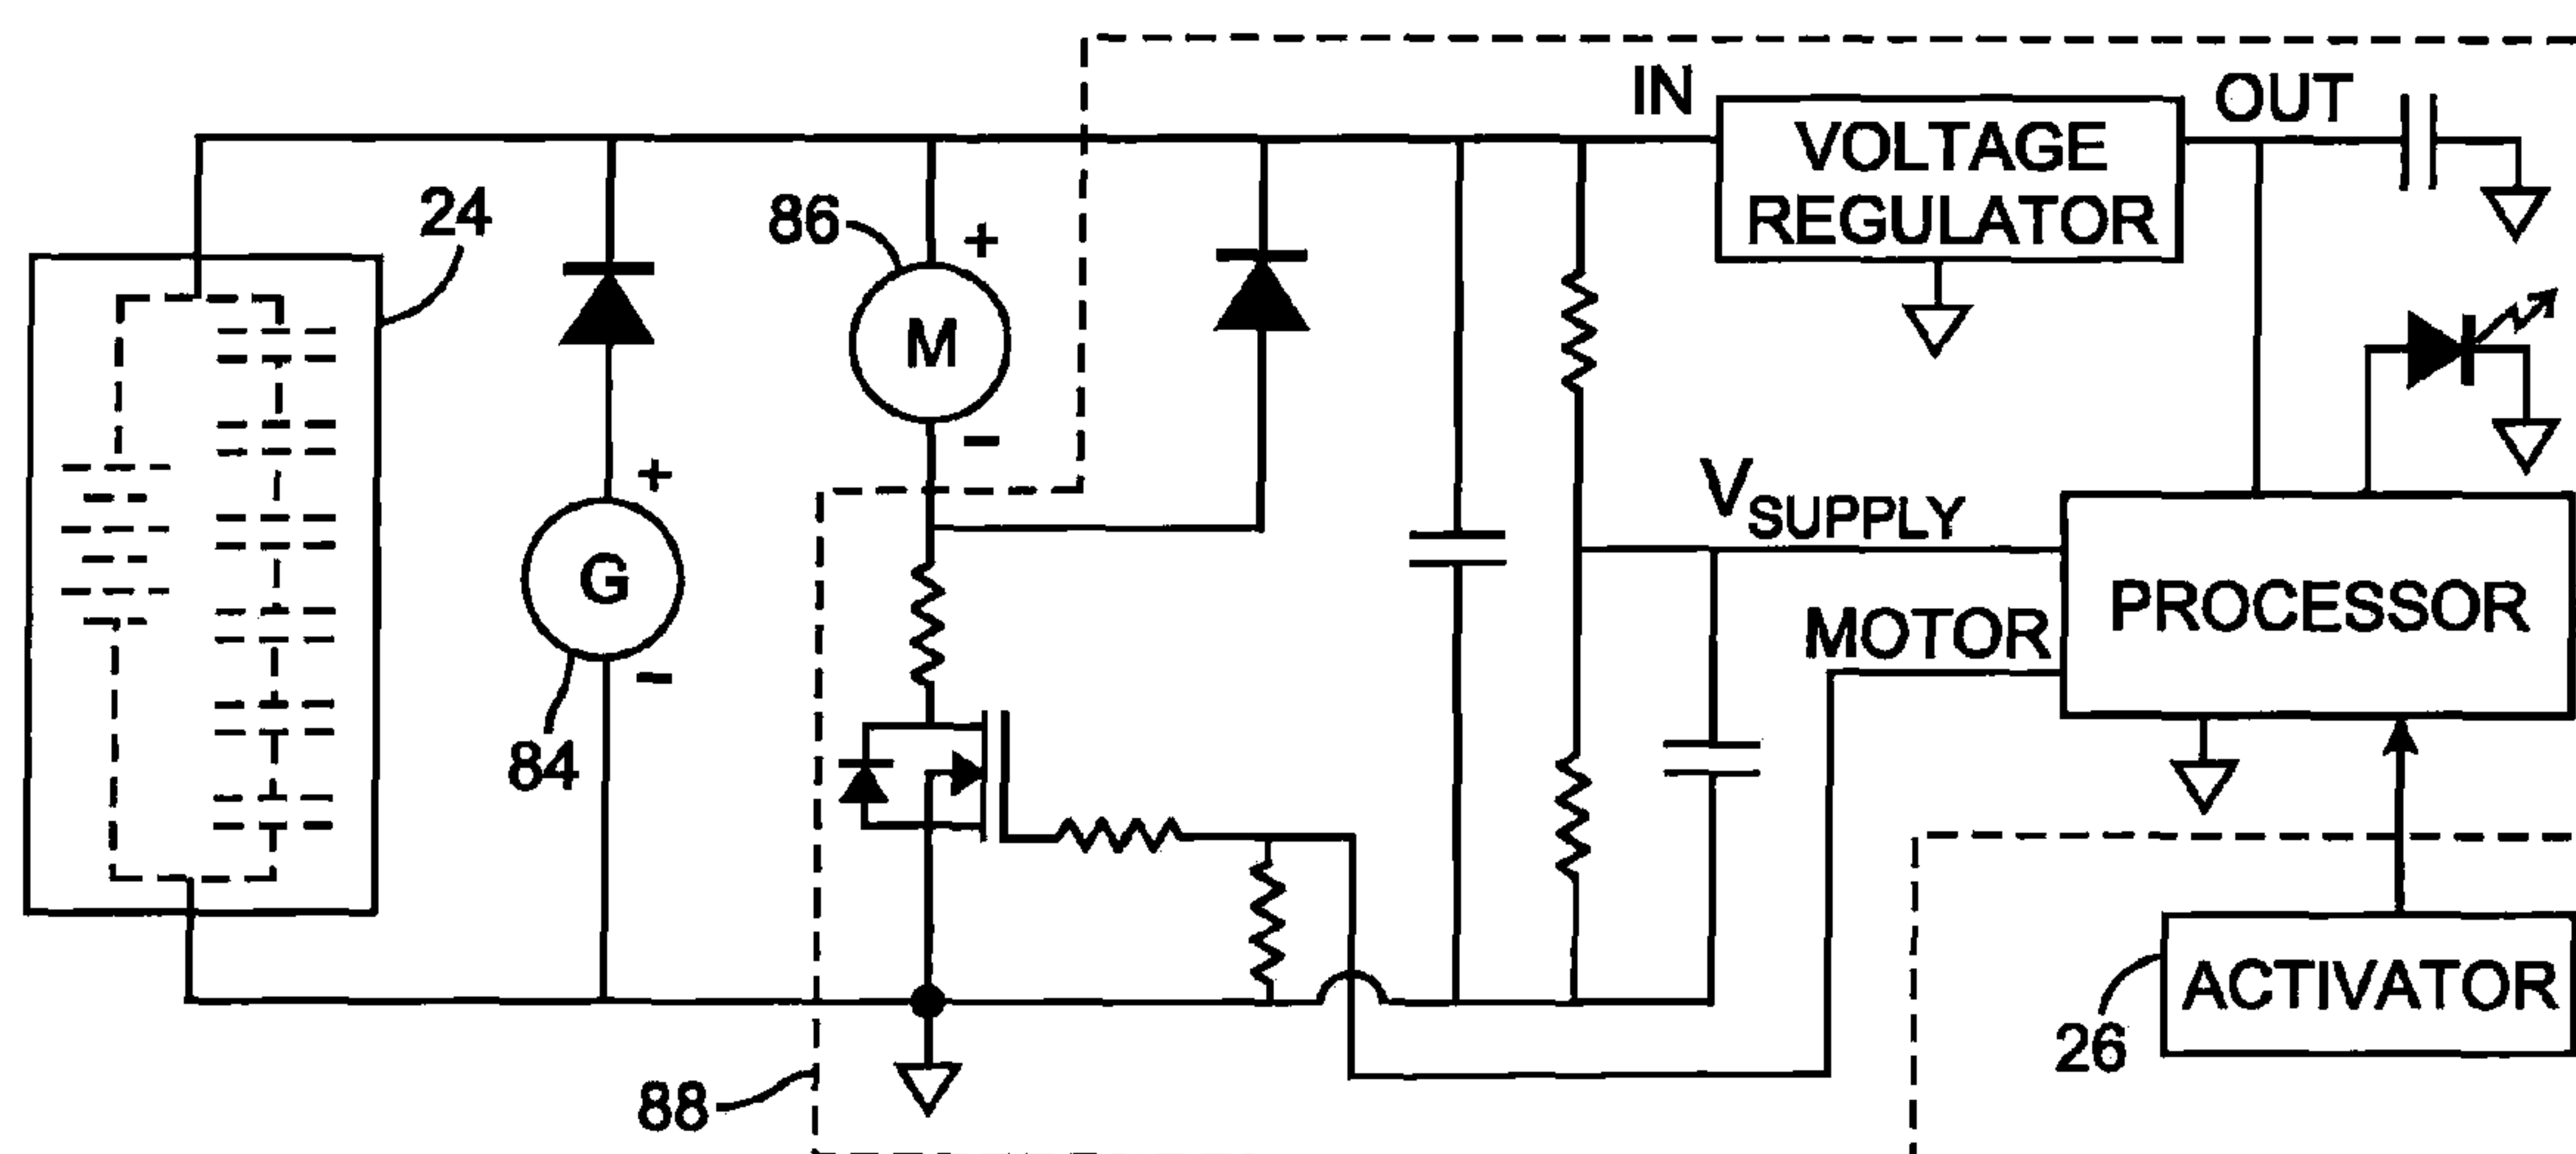 IN
OUT
VOLTAGE
REGULATOR
24
86
+
M
−
+
G
−
84
VSUPPLY
MOTOR
PROCESSOR
ACTIVATOR
26
88